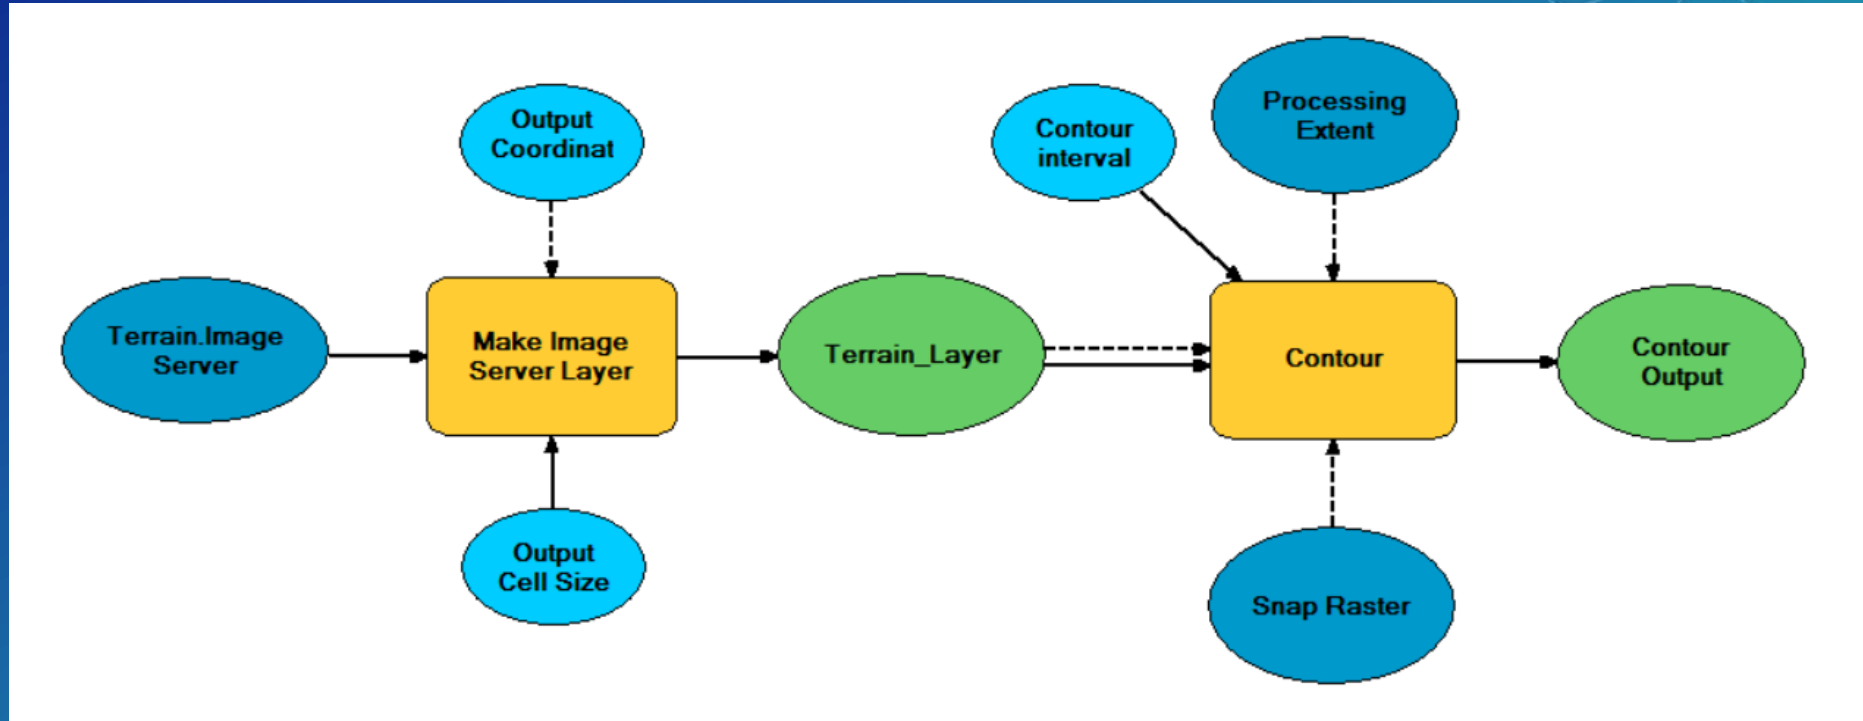 Output
Coordinat
Contour
interval
Processing
Extent
Terrain.Image
Server
Make Image
Server Layer
Terrain_Layer
Contour
Contour
Output
Output
Cell Size
Snap Raster